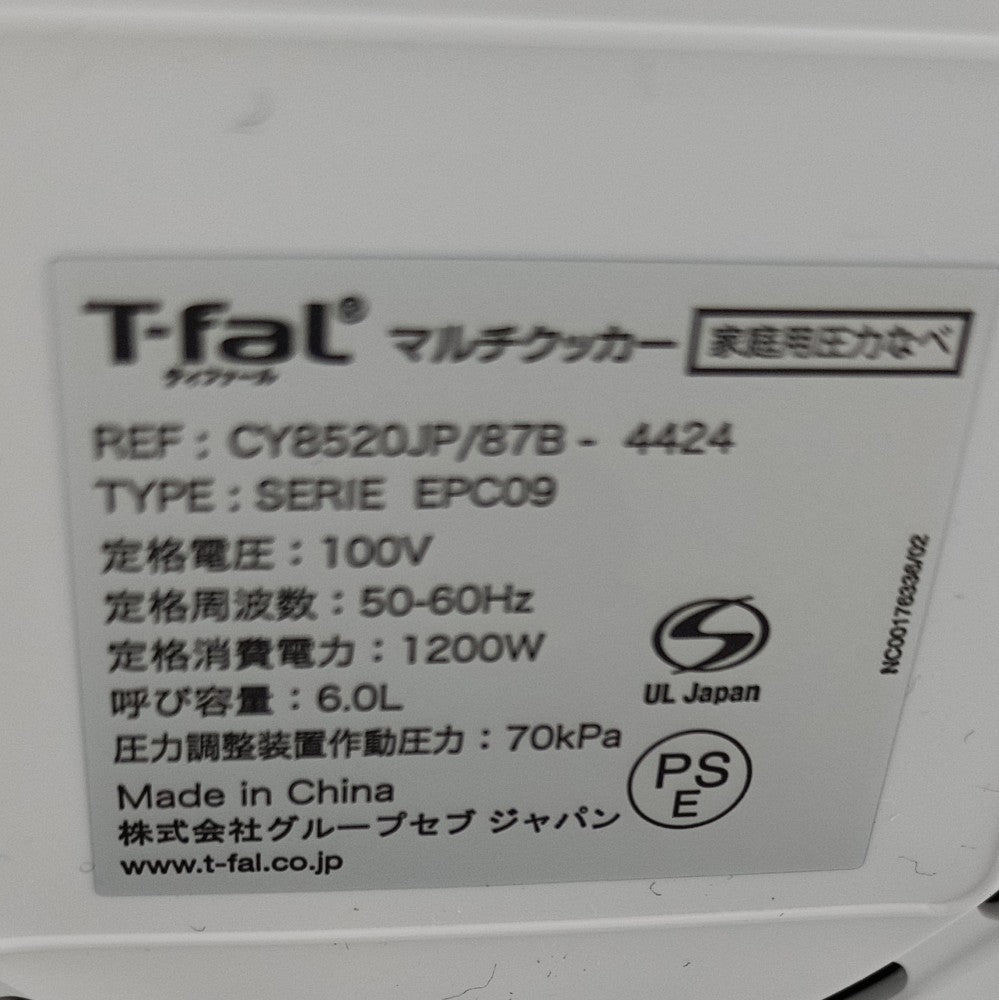 T-fal® マルチクッカー 家庭用圧力なべ
ティファール
REF : CY8520JP/87B - 4424
TYPE : SERIE EPC09
定格電圧：100V
定格周波数：50-60Hz
定格消費電力：1200W
呼び容量：6.0L
圧力調整装置作動圧力：70kPa
Made in China
株式会社グループセブ ジャパン
www.t-fal.co.jp
S
UL Japan
PS
E
NC00176336/02